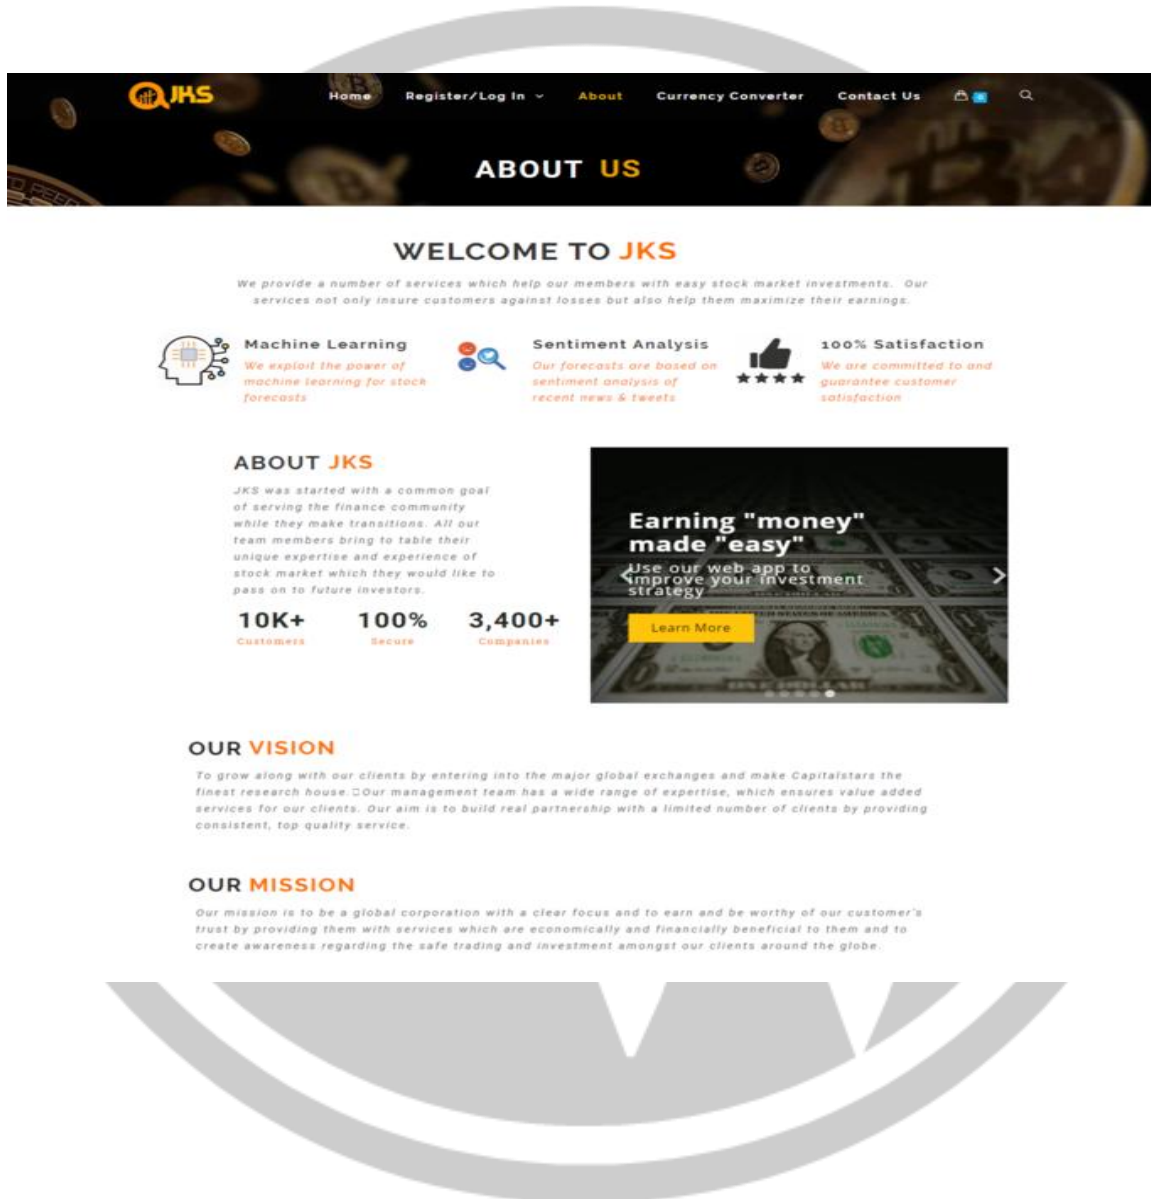 JKS
Home Register/Log In About Currency Converter Contact Us
ABOUT US
WELCOME TO JKS
We provide a number of services which help our members with easy stock market investments. Our
services not only insure customers against losses but also help them maximize their earnings.
Machine Learning
We exploit the power of
machine learning for stock
forecasts
Sentiment Analysis
Our forecasts are based on
sentiment analysis of
recent news & tweets
100% Satisfaction
We are committed to and
guarantee customer
satisfaction
ABOUT JKS
JKS was started with a common goal
of serving the finance community
while they make transitions. All our
team members bring to table their
unique expertise and experience of
stock market which they would like to
pass on to future investors.
10K+ 100% 3,400+
Customers Secure Companies
Earning "money"
made "easy"
Use our web app to
improve your investment
strategy
Learn More
ONE DOLLAR
OUR VISION
To grow along with our clients by entering into the major global exchanges and make Capitalstars the
finest research house.□Our management team has a wide range of expertise, which ensures value added
services for our clients. Our aim is to build real partnership with a limited number of clients by providing
consistent, top quality service.
OUR MISSION
Our mission is to be a global corporation with a clear focus and to earn and be worthy of our customer's
trust by providing them with services which are economically and financially beneficial to them and to
create awareness regarding the safe trading and investment amongst our clients around the globe.